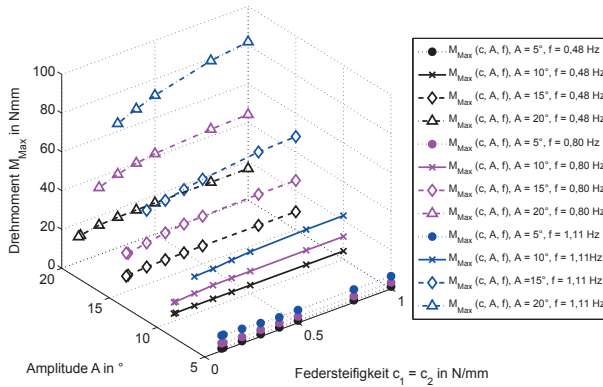 100
80
60
40
20
0
Drehmoment M_Max in Nmm
20
15
10
5
Amplitude A in °
0
0.5
1
Federsteifigkeit c_1 = c_2 in N/mm
M_Max (c, A, f), A = 5°, f = 0,48 Hz
M_Max (c, A, f), A = 10°, f = 0,48 Hz
M_Max (c, A, f), A = 15°, f = 0,48 Hz
M_Max (c, A, f), A = 20°, f = 0,48 Hz
M_Max (c, A, f), A = 5°, f = 0,80 Hz
M_Max (c, A, f), A = 10°, f = 0,80 Hz
M_Max (c, A, f), A = 15°, f = 0,80 Hz
M_Max (c, A, f), A = 20°, f = 0,80 Hz
M_Max (c, A, f), A = 5°, f = 1,11 Hz
M_Max (c, A, f), A = 10°, f = 1,11Hz
M_Max (c, A, f), A =15°, f = 1,11 Hz
M_Max (c, A, f), A = 20°, f = 1,11 Hz